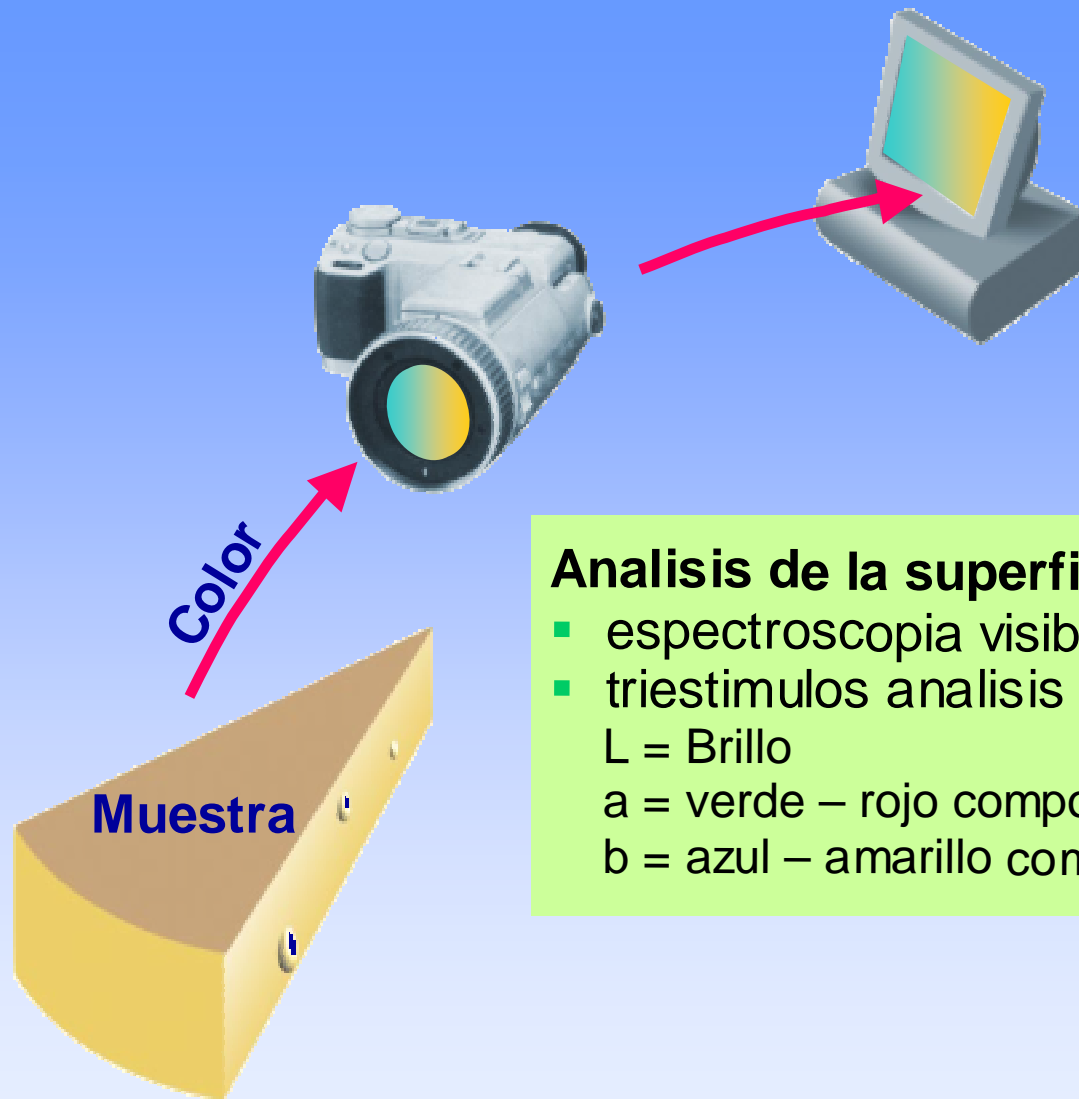 Color
Muestra
Analisis de la superfi
▪ espectroscopia visib
▪ triestimulos analisis
L = Brillo
a = verde – rojo compo
b = azul – amarillo com